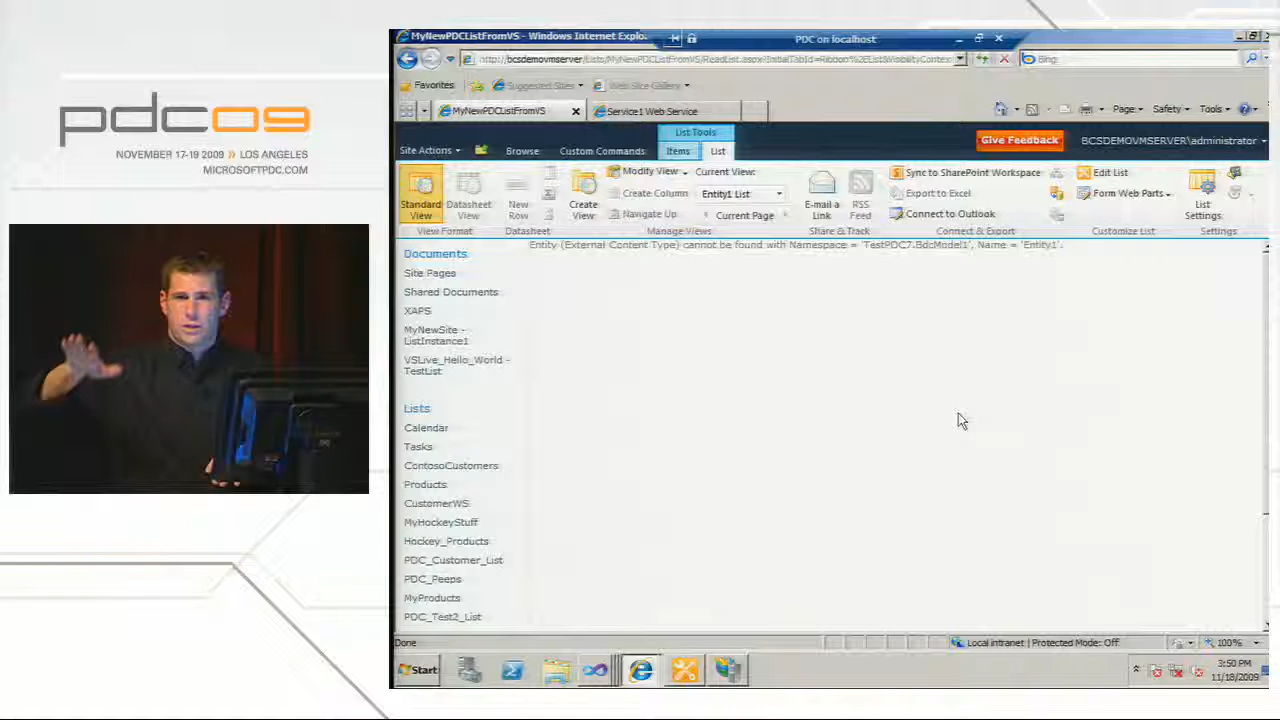 pdc09
NOVEMBER 17-19 2009 » LOS ANGELES
MICROSOFTPDC.COM
MyNewPDCListFromVS - Windows Internet Explo
PDC on localhost
Bing
Favorites
Suggested Sites
Web Slice Gallery
MyNewPDCListFromVS
Service1 Web Service
Page
Safety
Tools
List Tools
Site Actions
Browse
Custom Commands
Items
List
Give Feedback
BCSDEMOVMSERVER\administrator
Standard View
Datasheet View
New Row
Create View
Modify View
Create Column
Navigate Up
Current View:
Entity1 List
Current Page
E-mail a Link
RSS Feed
Sync to SharePoint Workspace
Export to Excel
Connect to Outlook
Edit List
Form Web Parts
List Settings
View Format
Datasheet
Manage Views
Share & Track
Connect & Export
Customize List
Settings
Entity (External Content Type) cannot be found with Namespace = 'TestPDC7.BdcModel1', Name = 'Entity1'.
Documents
Site Pages
Shared Documents
XAPS
MyNewSite -
ListInstance1
VSLive_Hello_World -
TestList
Lists
Calendar
Tasks
ContosoCustomers
Products
CustomerWS
MyHockeyStuff
Hockey_Products
PDC_Customer_List
PDC_Peeps
MyProducts
PDC_Test2_List
Done
Local intranet | Protected Mode: Off
100%
Start
3:50 PM
11/18/2009